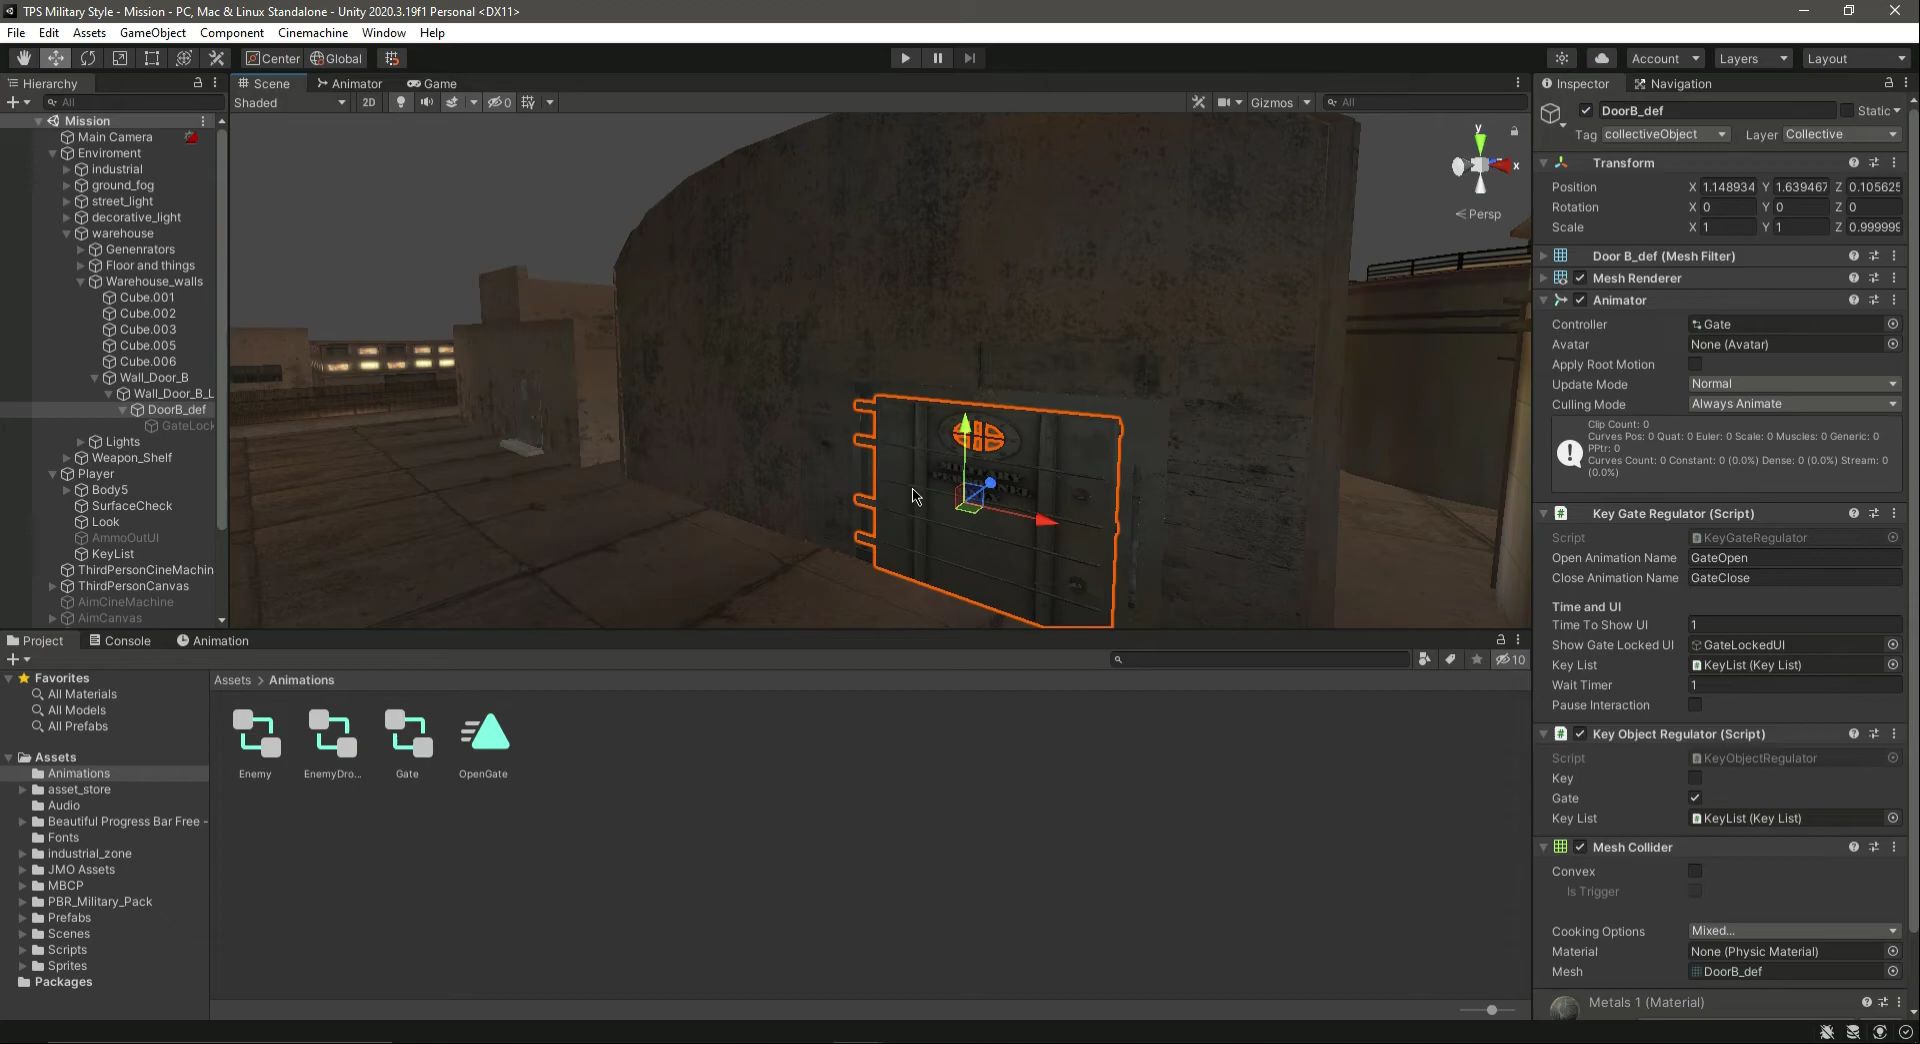 TPS Military Style - Mission - PC, Mac & Linux Standalone - Unity 2020.3.19f1 Personal <DX11>
File Edit Assets GameObject Component Cinemachine Window Help
Center Global Account Layers Layout
Hierarchy Scene Animator Game Inspector Navigation
All Shaded 2D 0 Gizmos All
Mission
Main Camera
Enviroment
industrial
ground_fog
street_light
decorative_light
warehouse
Genenrators
Floor and things
Warehouse_walls
Cube.001
Cube.002
Cube.003
Cube.005
Cube.006
Wall_Door_B
Wall_Door_B_L
DoorB_def
GateLock
Lights
Weapon_Shelf
Player
Body5
SurfaceCheck
Look
AmmoOutUI
KeyList
ThirdPersonCineMachin
ThirdPersonCanvas
AimCineMachine
AimCanvas
y
x
Persp
DoorB_def Static
Tag collectiveObject Layer Collective
Transform
Position X 1.148934 Y 1.639467 Z 0.105625
Rotation X 0 Y 0 Z 0
Scale X 1 Y 1 Z 0.999999
Door B_def (Mesh Filter)
Mesh Renderer
Animator
Controller Gate
Avatar None (Avatar)
Apply Root Motion
Update Mode Normal
Culling Mode Always Animate
Clip Count: 0
Curves Pos: 0 Quat: 0 Euler: 0 Scale: 0 Muscles: 0 Generic: 0
PPtr: 0
Curves Count: 0 Constant: 0 (0.0%) Dense: 0 (0.0%) Stream: 0
(0.0%)
Key Gate Regulator (Script)
Script KeyGateRegulator
Open Animation Name GateOpen
Close Animation Name GateClose
Time and UI
Time To Show UI 1
Show Gate Locked UI GateLockedUI
Key List KeyList (Key List)
Wait Timer 1
Pause Interaction
Key Object Regulator (Script)
Script KeyObjectRegulator
Key
Gate
Key List KeyList (Key List)
Mesh Collider
Convex
Is Trigger
Cooking Options Mixed...
Material None (Physic Material)
Mesh DoorB_def
Metals 1 (Material)
Project Console Animation
10
Favorites
All Materials
All Models
All Prefabs
Assets
Animations
asset_store
Audio
Beautiful Progress Bar Free -
Fonts
industrial_zone
JMO Assets
MBCP
PBR_Military_Pack
Prefabs
Scenes
Scripts
Sprites
Packages
Assets > Animations
Enemy EnemyDro... Gate OpenGate